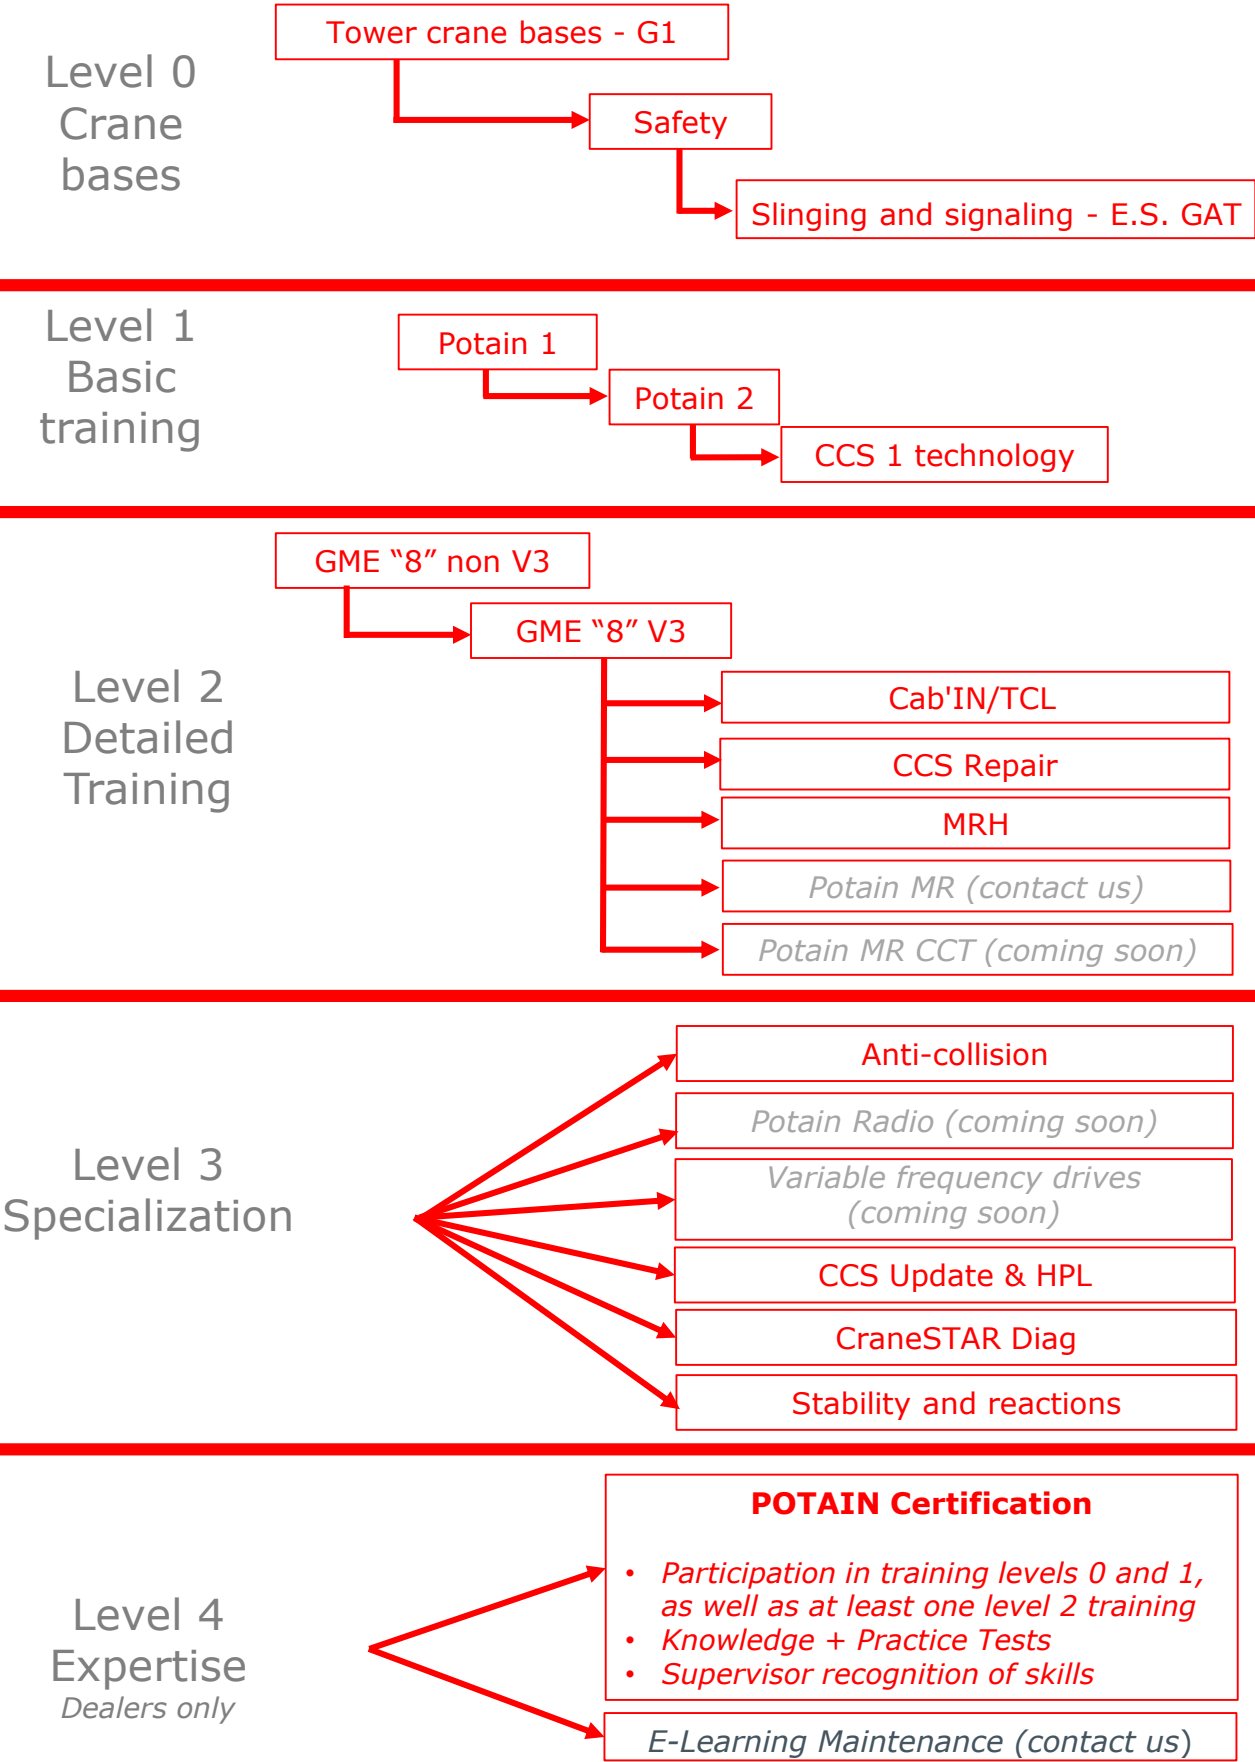 Level 0
Crane
bases
Tower crane bases - G1
Safety
Slinging and signaling - E.S. GAT
Level 1
Basic
training
Potain 1
Potain 2
CCS 1 technology
Level 2
Detailed
Training
GME “8” non V3
GME “8” V3
Cab'IN/TCL
CCS Repair
MRH
Potain MR (contact us)
Potain MR CCT (coming soon)
Level 3
Specialization
Anti-collision
Potain Radio (coming soon)
Variable frequency drives
(coming soon)
CCS Update & HPL
CraneSTAR Diag
Stability and reactions
Level 4
Expertise
Dealers only
POTAIN Certification
• Participation in training levels 0 and 1,
as well as at least one level 2 training
• Knowledge + Practice Tests
• Supervisor recognition of skills
E-Learning Maintenance (contact us)